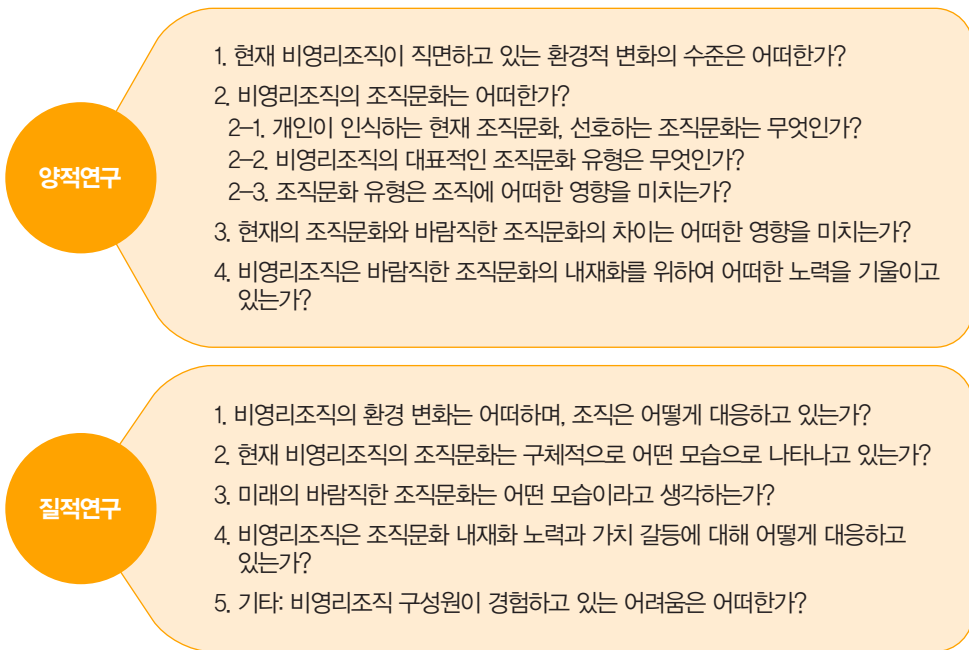 양적연구
1. 현재 비영리조직이 직면하고 있는 환경적 변화의 수준은 어떠한가?
2. 비영리조직의 조직문화는 어떠한가?
2-1. 개인이 인식하는 현재 조직문화, 선호하는 조직문화는 무엇인가?
2-2. 비영리조직의 대표적인 조직문화 유형은 무엇인가?
2-3. 조직문화 유형은 조직에 어떠한 영향을 미치는가?
3. 현재의 조직문화와 바람직한 조직문화의 차이는 어떠한 영향을 미치는가?
4. 비영리조직은 바람직한 조직문화의 내재화를 위하여 어떠한 노력을 기울이고
있는가?
질적연구
1. 비영리조직의 환경 변화는 어떠하며, 조직은 어떻게 대응하고 있는가?
2. 현재 비영리조직의 조직문화는 구체적으로 어떤 모습으로 나타나고 있는가?
3. 미래의 바람직한 조직문화는 어떤 모습이라고 생각하는가?
4. 비영리조직은 조직문화 내재화 노력과 가치 갈등에 대해 어떻게 대응하고
있는가?
5. 기타: 비영리조직 구성원이 경험하고 있는 어려움은 어떠한가?